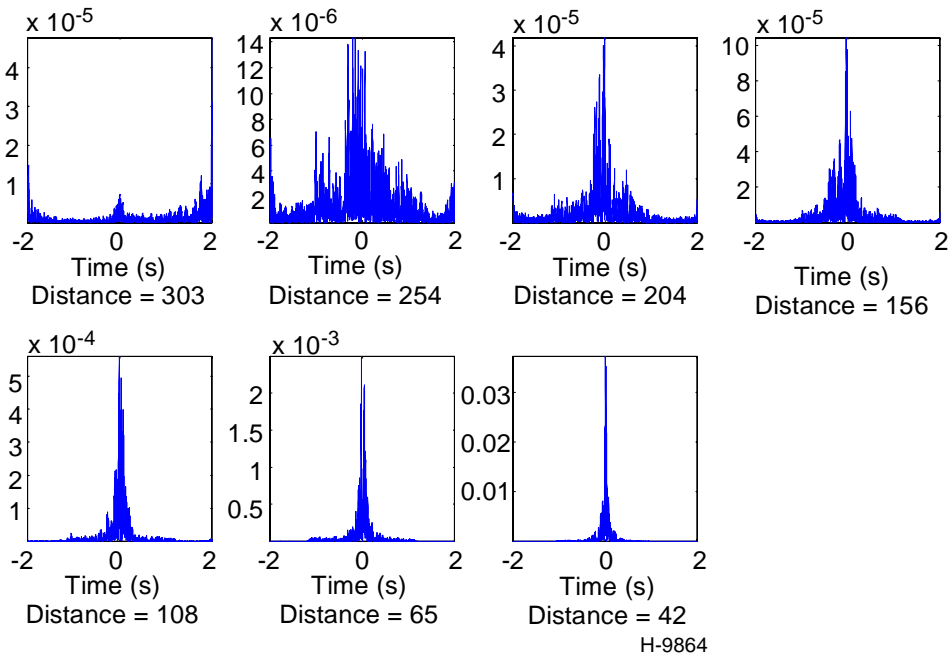 x 10-5
4
5
2
1
-2 0 2
Time (s)
Distance = 303
x 10-6
14
12
10
8
6
4
2
-2 0 2
Time (s)
Distance = 254
x 10-5
4
3
2
1
-2 0 2
Time (s)
Distance = 204
x 10-5
10
8
6
4
2
-2 0 2
Time (s)
Distance = 156
x 10-4
5
4
3
2
1
-2 0 2
Time (s)
Distance = 108
x 10-3
2
1.5
1
0.5
-2 0 2
Time (s)
Distance = 65
0.03
0.02
0.01
-2 0 2
Time (s)
Distance = 42
H-9864